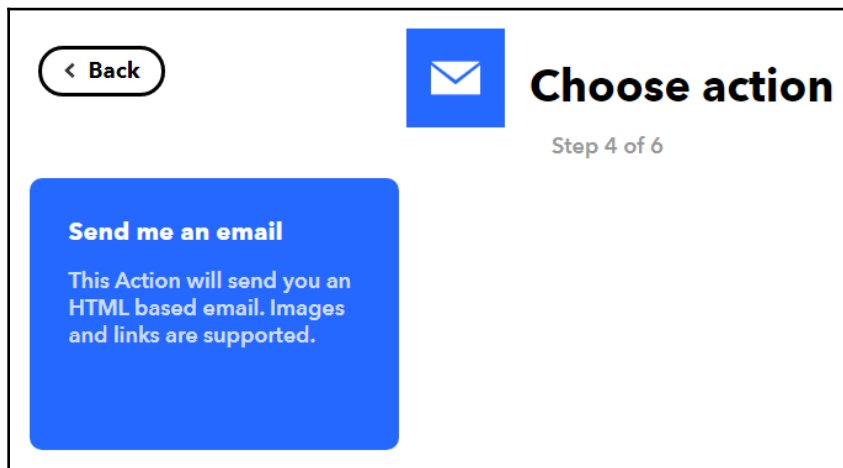 Back
Choose action
Step 4 of 6
Send me an email
This Action will send you an
HTML based email. Images
and links are supported.